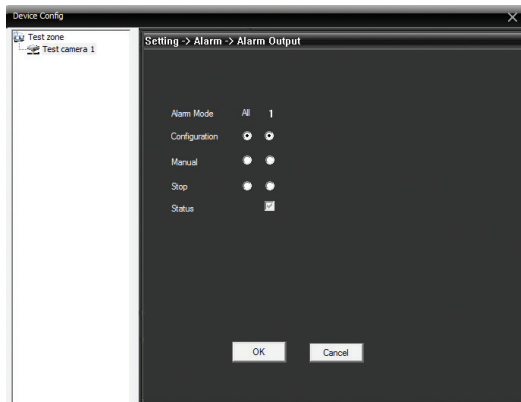 Device Config
Test zone
Test camera 1
Setting -> Alarm -> Alarm Output
Alarm Mode All 1
Configuration
Manual
Stop
Status
OK Cancel